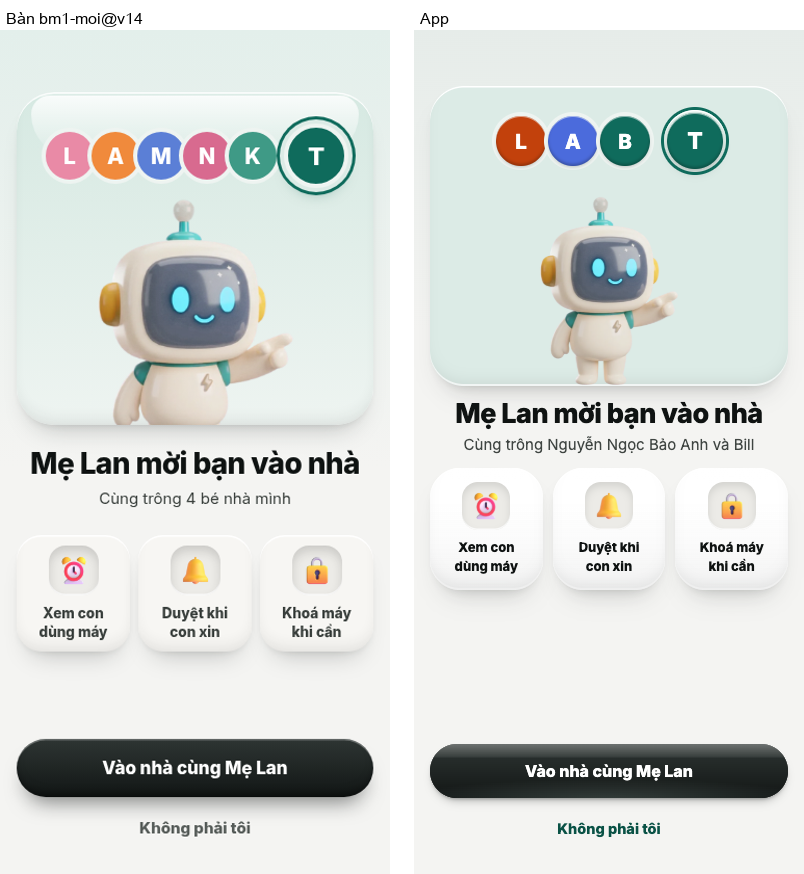 Bản bm1-moi@v14
L A M N K T
Mẹ Lan mời bạn vào nhà
Cùng trông 4 bé nhà mình
Xem con
dùng máy
Duyệt khi
con xin
Khoá máy
khi cần
Vào nhà cùng Mẹ Lan
Không phải tôi
App
L A B T
Mẹ Lan mời bạn vào nhà
Cùng trông Nguyễn Ngọc Bảo Anh và Bill
Xem con
dùng máy
Duyệt khi
con xin
Khoá máy
khi cần
Vào nhà cùng Mẹ Lan
Không phải tôi